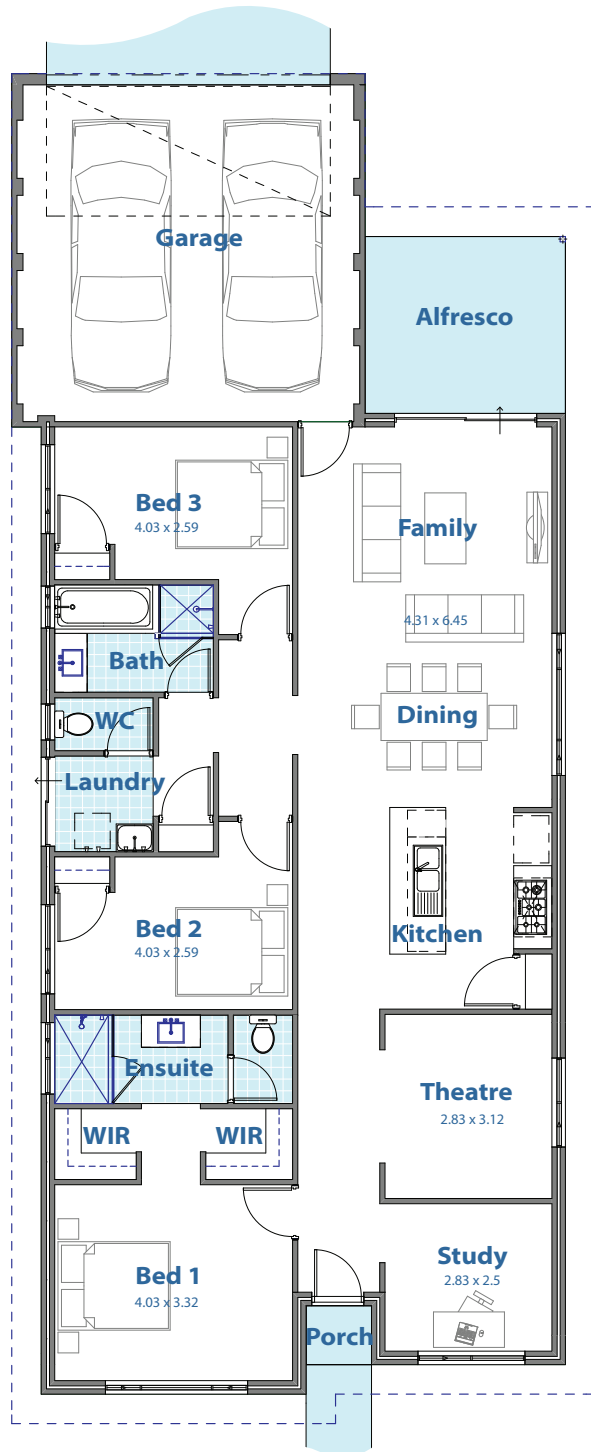 Garage
Alfresco
Bed 3
4.03 x 2.59
Family
4.31 x 6.45
Bath
WC
Dining
Laundry
Bed 2
4.03 x 2.59
Kitchen
Ensuite
WIR
WIR
Theatre
2.83 x 3.12
Bed 1
4.03 x 3.32
Study
2.83 x 2.5
Porch